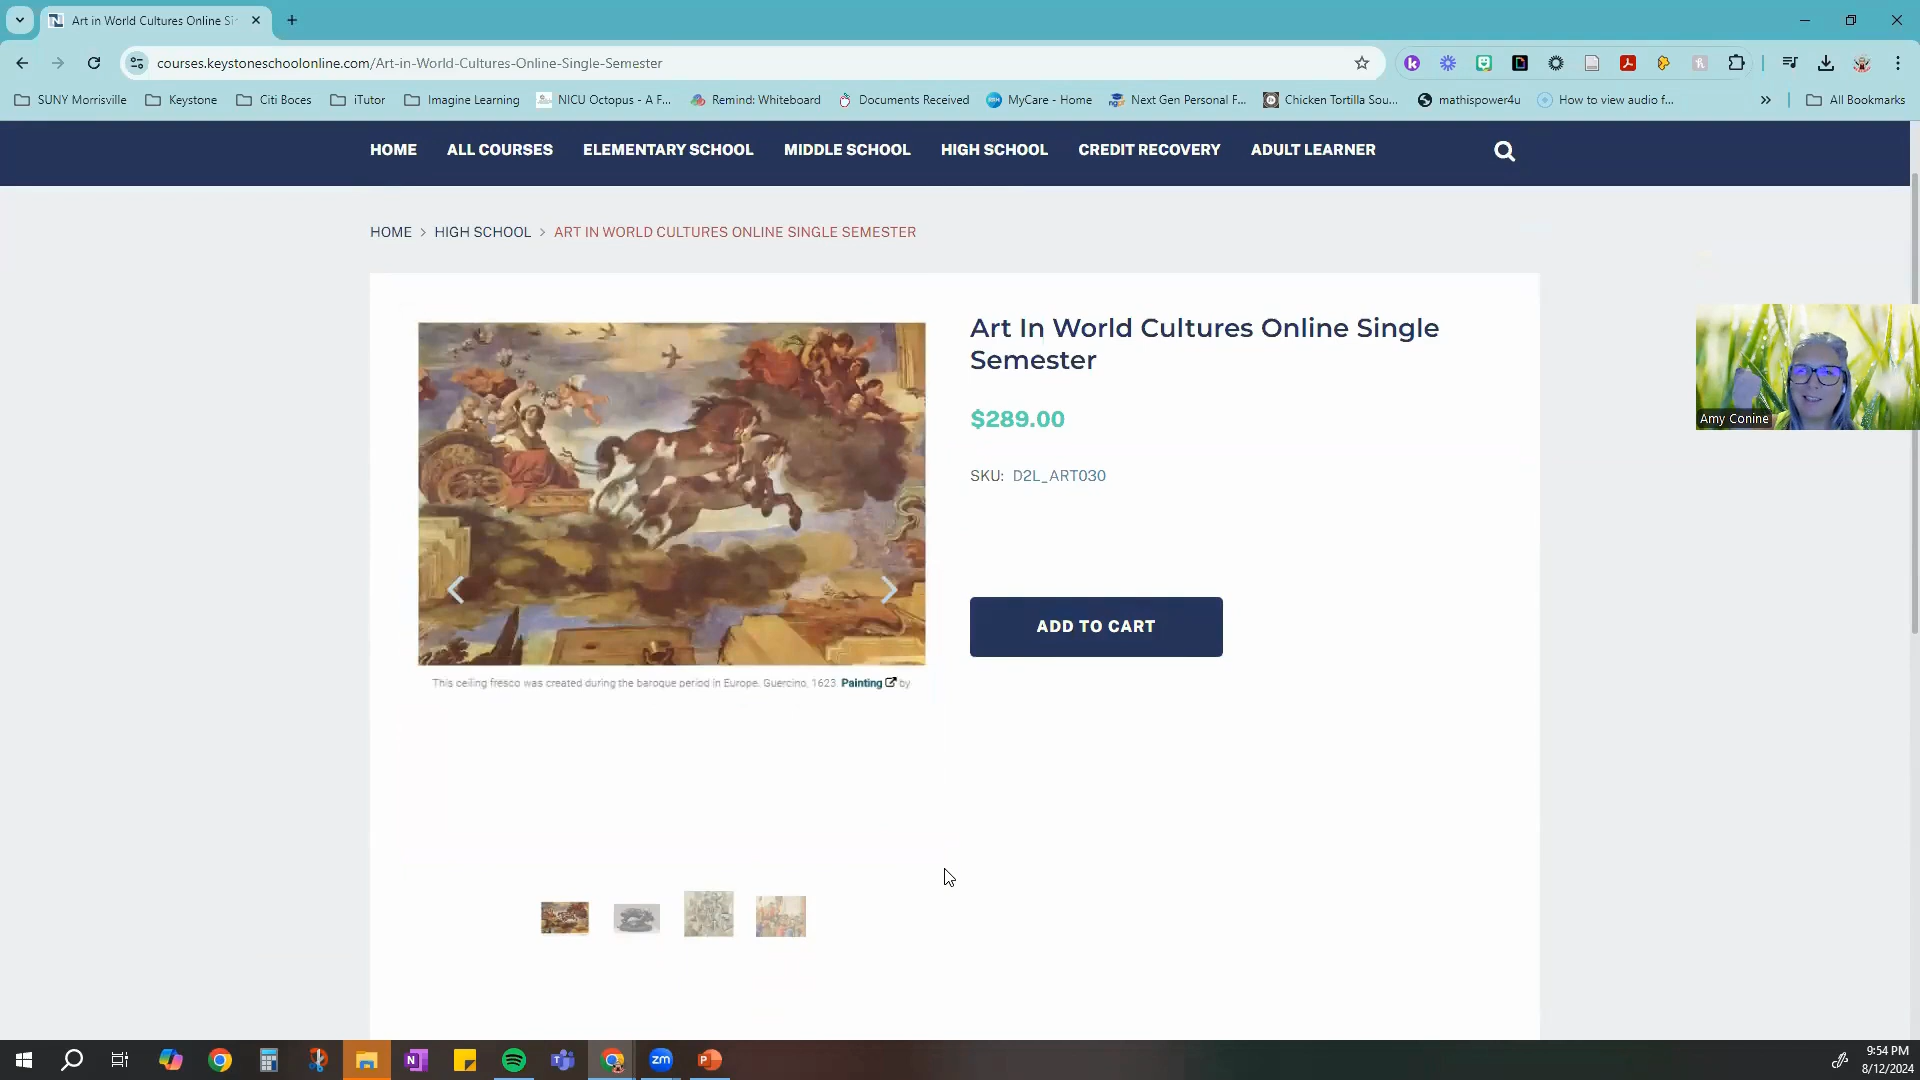 Art in World Cultures Online Si
courses.keystoneschoolonline.com/Art-in-World-Cultures-Online-Single-Semester
SUNY Morrisville
Keystone
Citi Boces
iTutor
Imagine Learning
NICU Octopus - A F...
Remind: Whiteboard
Documents Received
MyCare - Home
Next Gen Personal F...
Chicken Tortilla Sou...
mathispower4u
How to view audio f...
All Bookmarks
HOME
ALL COURSES
ELEMENTARY SCHOOL
MIDDLE SCHOOL
HIGH SCHOOL
CREDIT RECOVERY
ADULT LEARNER
HOME > HIGH SCHOOL > ART IN WORLD CULTURES ONLINE SINGLE SEMESTER
Art In World Cultures Online Single
Semester
$289.00
SKU: D2L_ART030
ADD TO CART
This ceiling fresco was created during the baroque period in Europe. Guercino, 1623. Painting by
Amy Conine
9:54 PM
8/12/2024